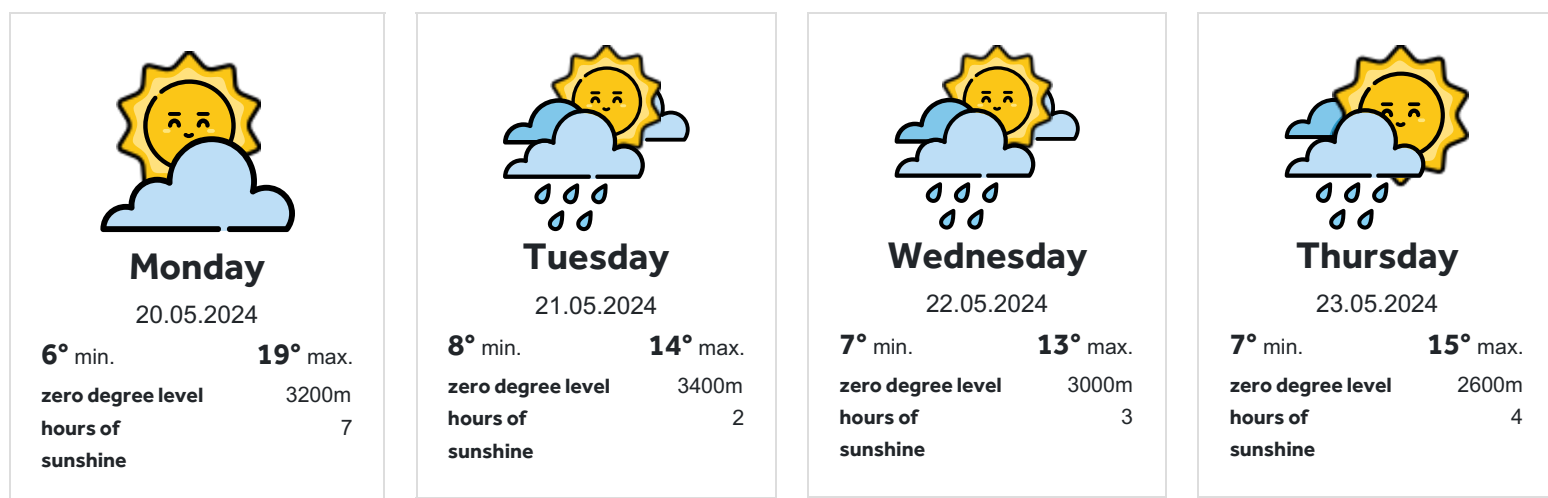 Monday
20.05.2024
6° min. 19° max.
zero degree level 3200m
hours of 7
sunshine
Tuesday
21.05.2024
8° min. 14° max.
zero degree level 3400m
hours of 2
sunshine
Wednesday
22.05.2024
7° min. 13° max.
zero degree level 3000m
hours of 3
sunshine
Thursday
23.05.2024
7° min. 15° max.
zero degree level 2600m
hours of 4
sunshine